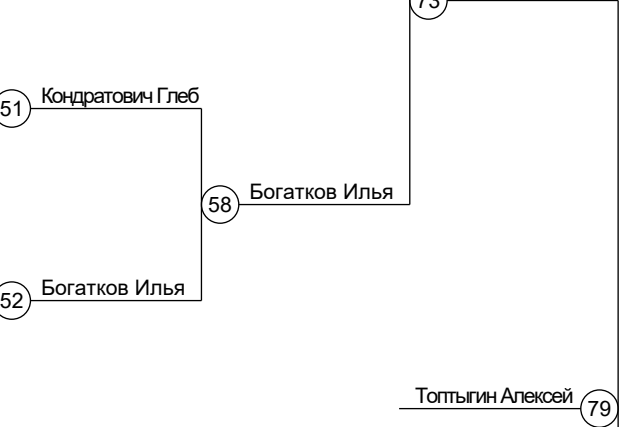 73
51 Кондратович Глеб
58 Богатков Илья
52 Богатков Илья
Топтыгин Алексей 79